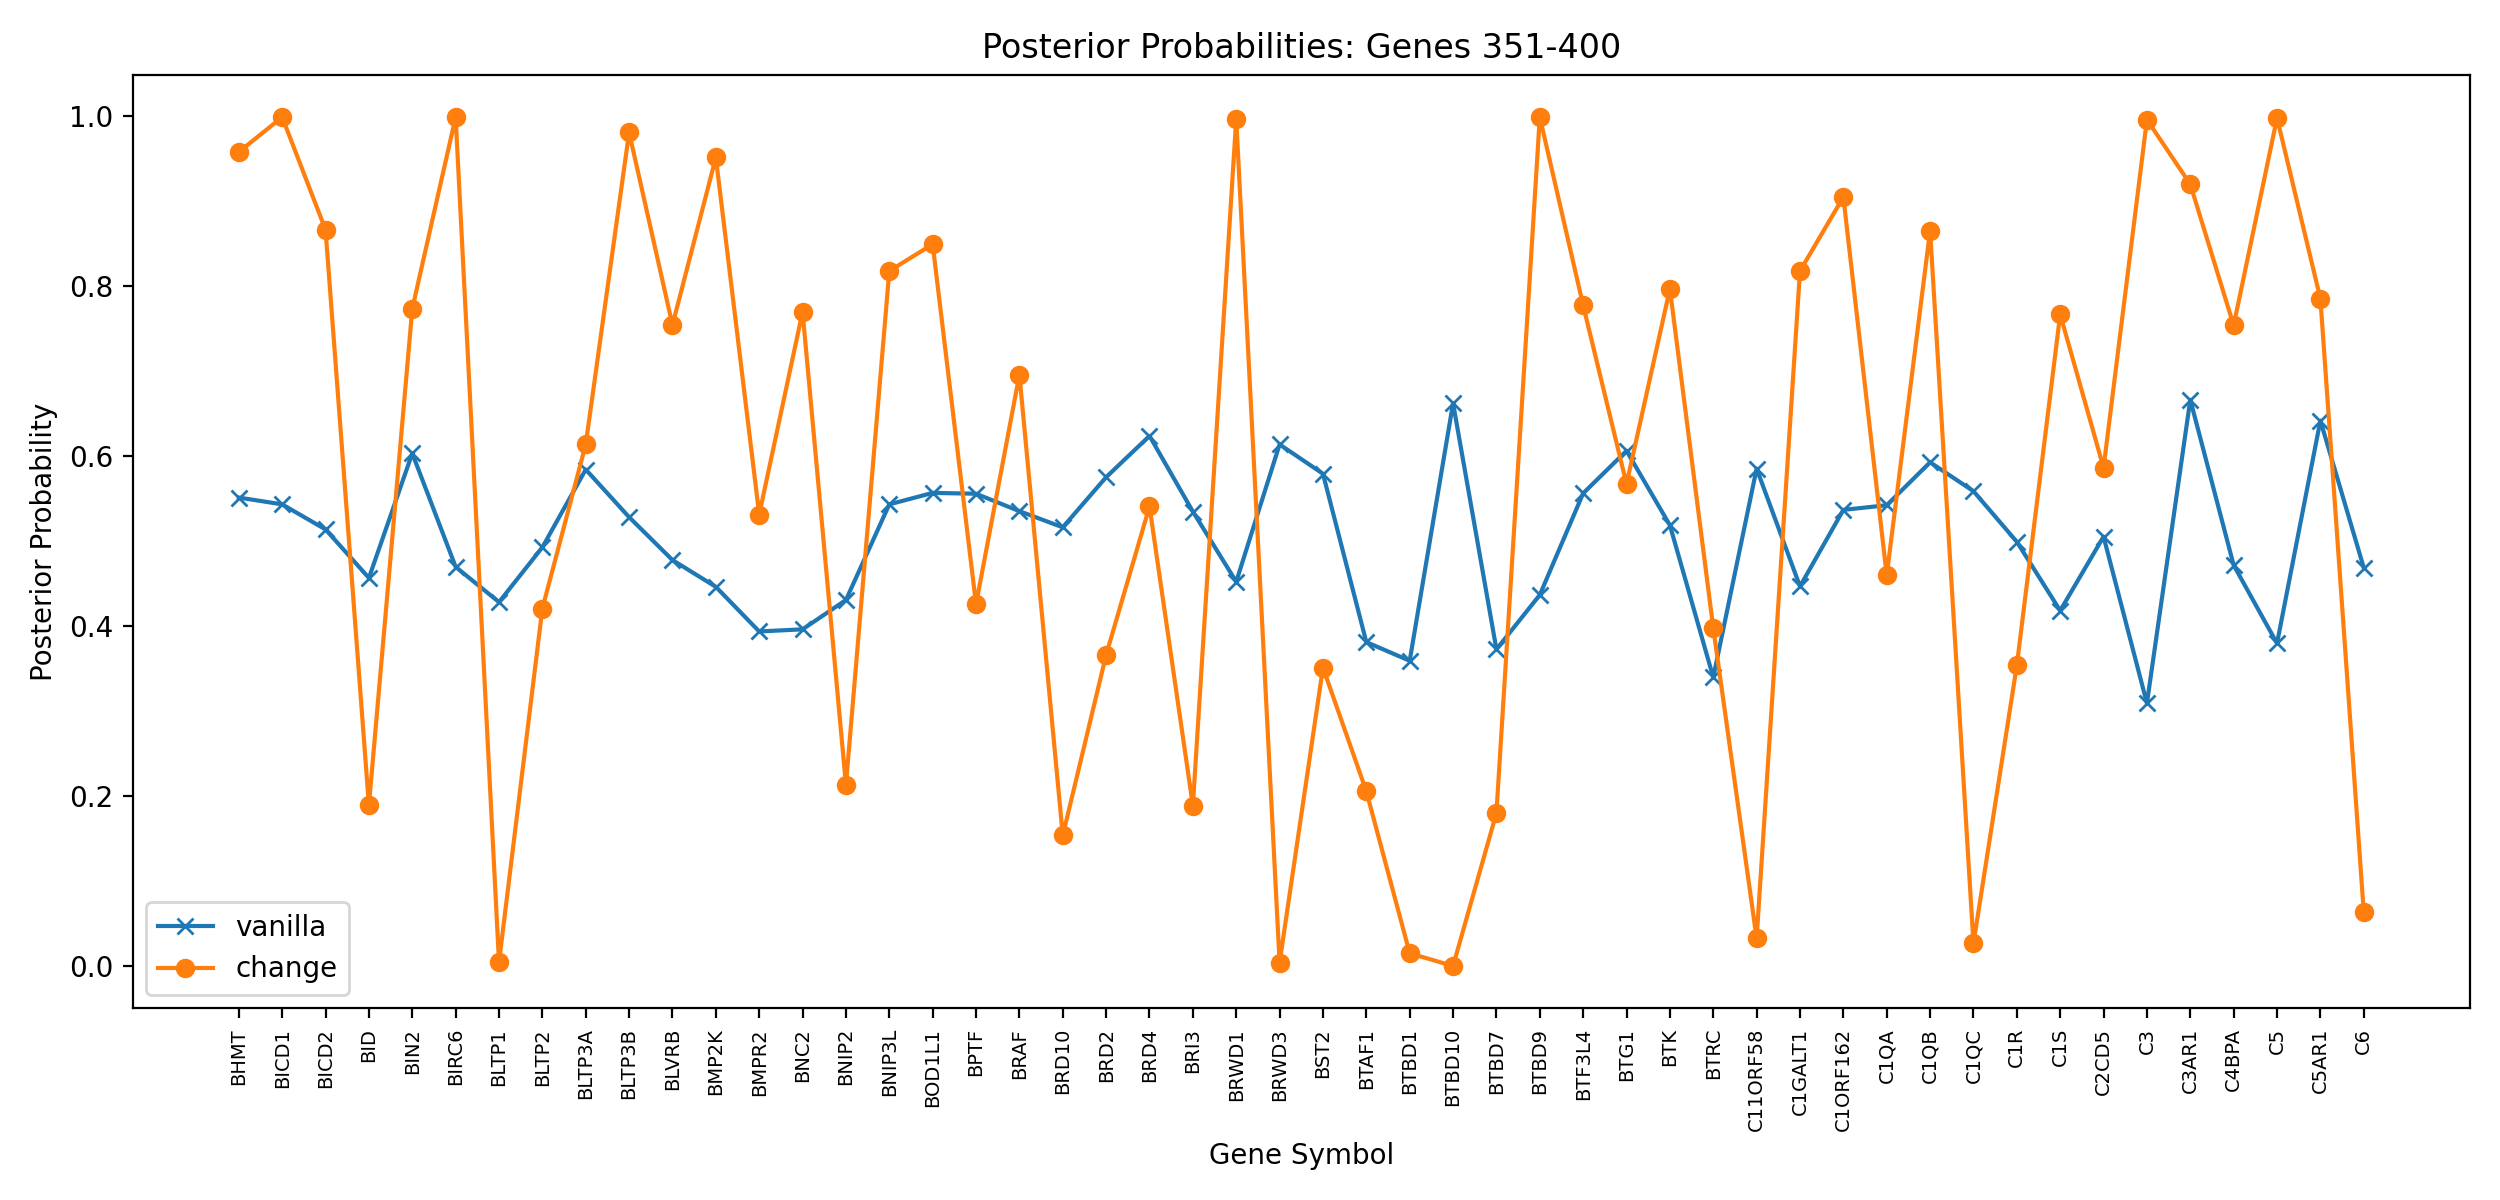 Posterior Probabilities: Genes 351-400
Posterior Probability
1.0
0.8
0.6
0.4
0.2
0.0
vanilla
change
BHMT
BICD1
BICD2
BID
BIN2
BIRC6
BLTP1
BLTP2
BLTP3A
BLTP3B
BLVRB
BMP2K
BMPR2
BNC2
BNIP2
BNIP3L
BOD1L1
BPTF
BRAF
BRD10
BRD2
BRD4
BRI3
BRWD1
BRWD3
BST2
BTAF1
BTBD1
BTBD10
BTBD7
BTBD9
BTF3L4
BTG1
BTK
BTRC
C11ORF58
C1GALT1
C1ORF162
C1QA
C1QB
C1QC
C1R
C1S
C2CD5
C3
C3AR1
C4BPA
C5
C5AR1
C6
Gene Symbol